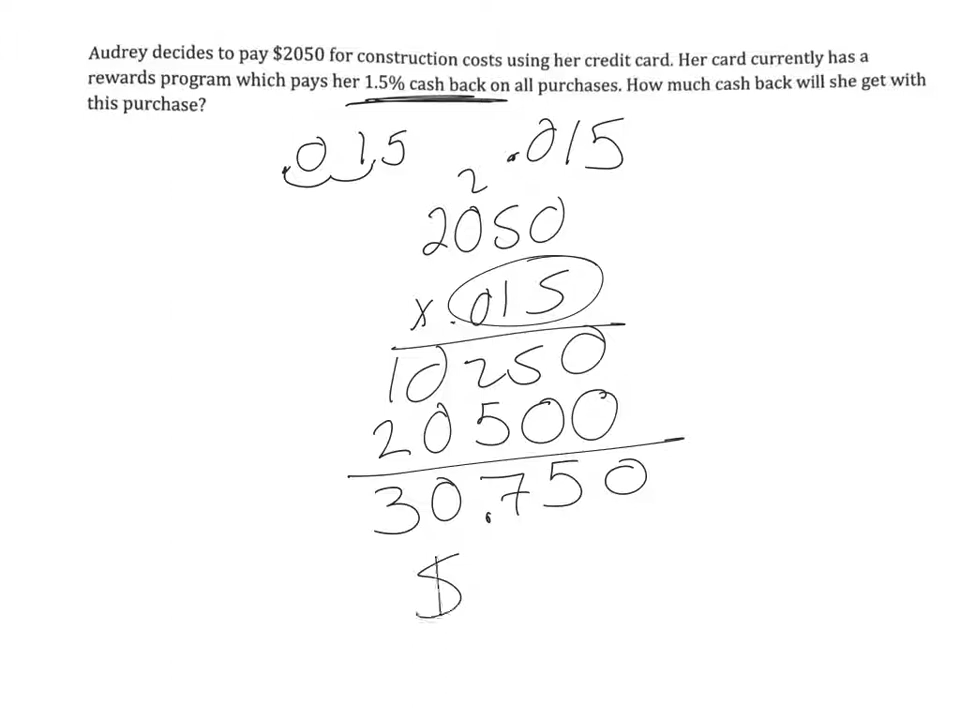 Audrey decides to pay $2050 for construction costs using her credit card. Her card currently has a
rewards program which pays her 1.5% cash back on all purchases. How much cash back will she get with
this purchase?
.01.5 .015
2
2050
x .015
10250
20500
30.750
$